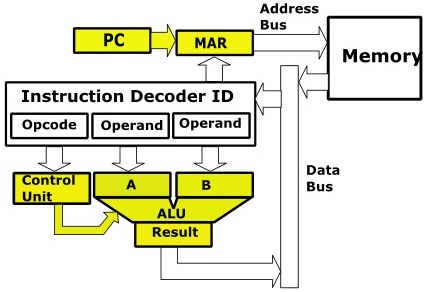 Address
Bus
PC
MAR
Memory
Instruction Decoder ID
Opcode
Operand
Operand
Control
Unit
A
B
ALU
Result
Data
Bus